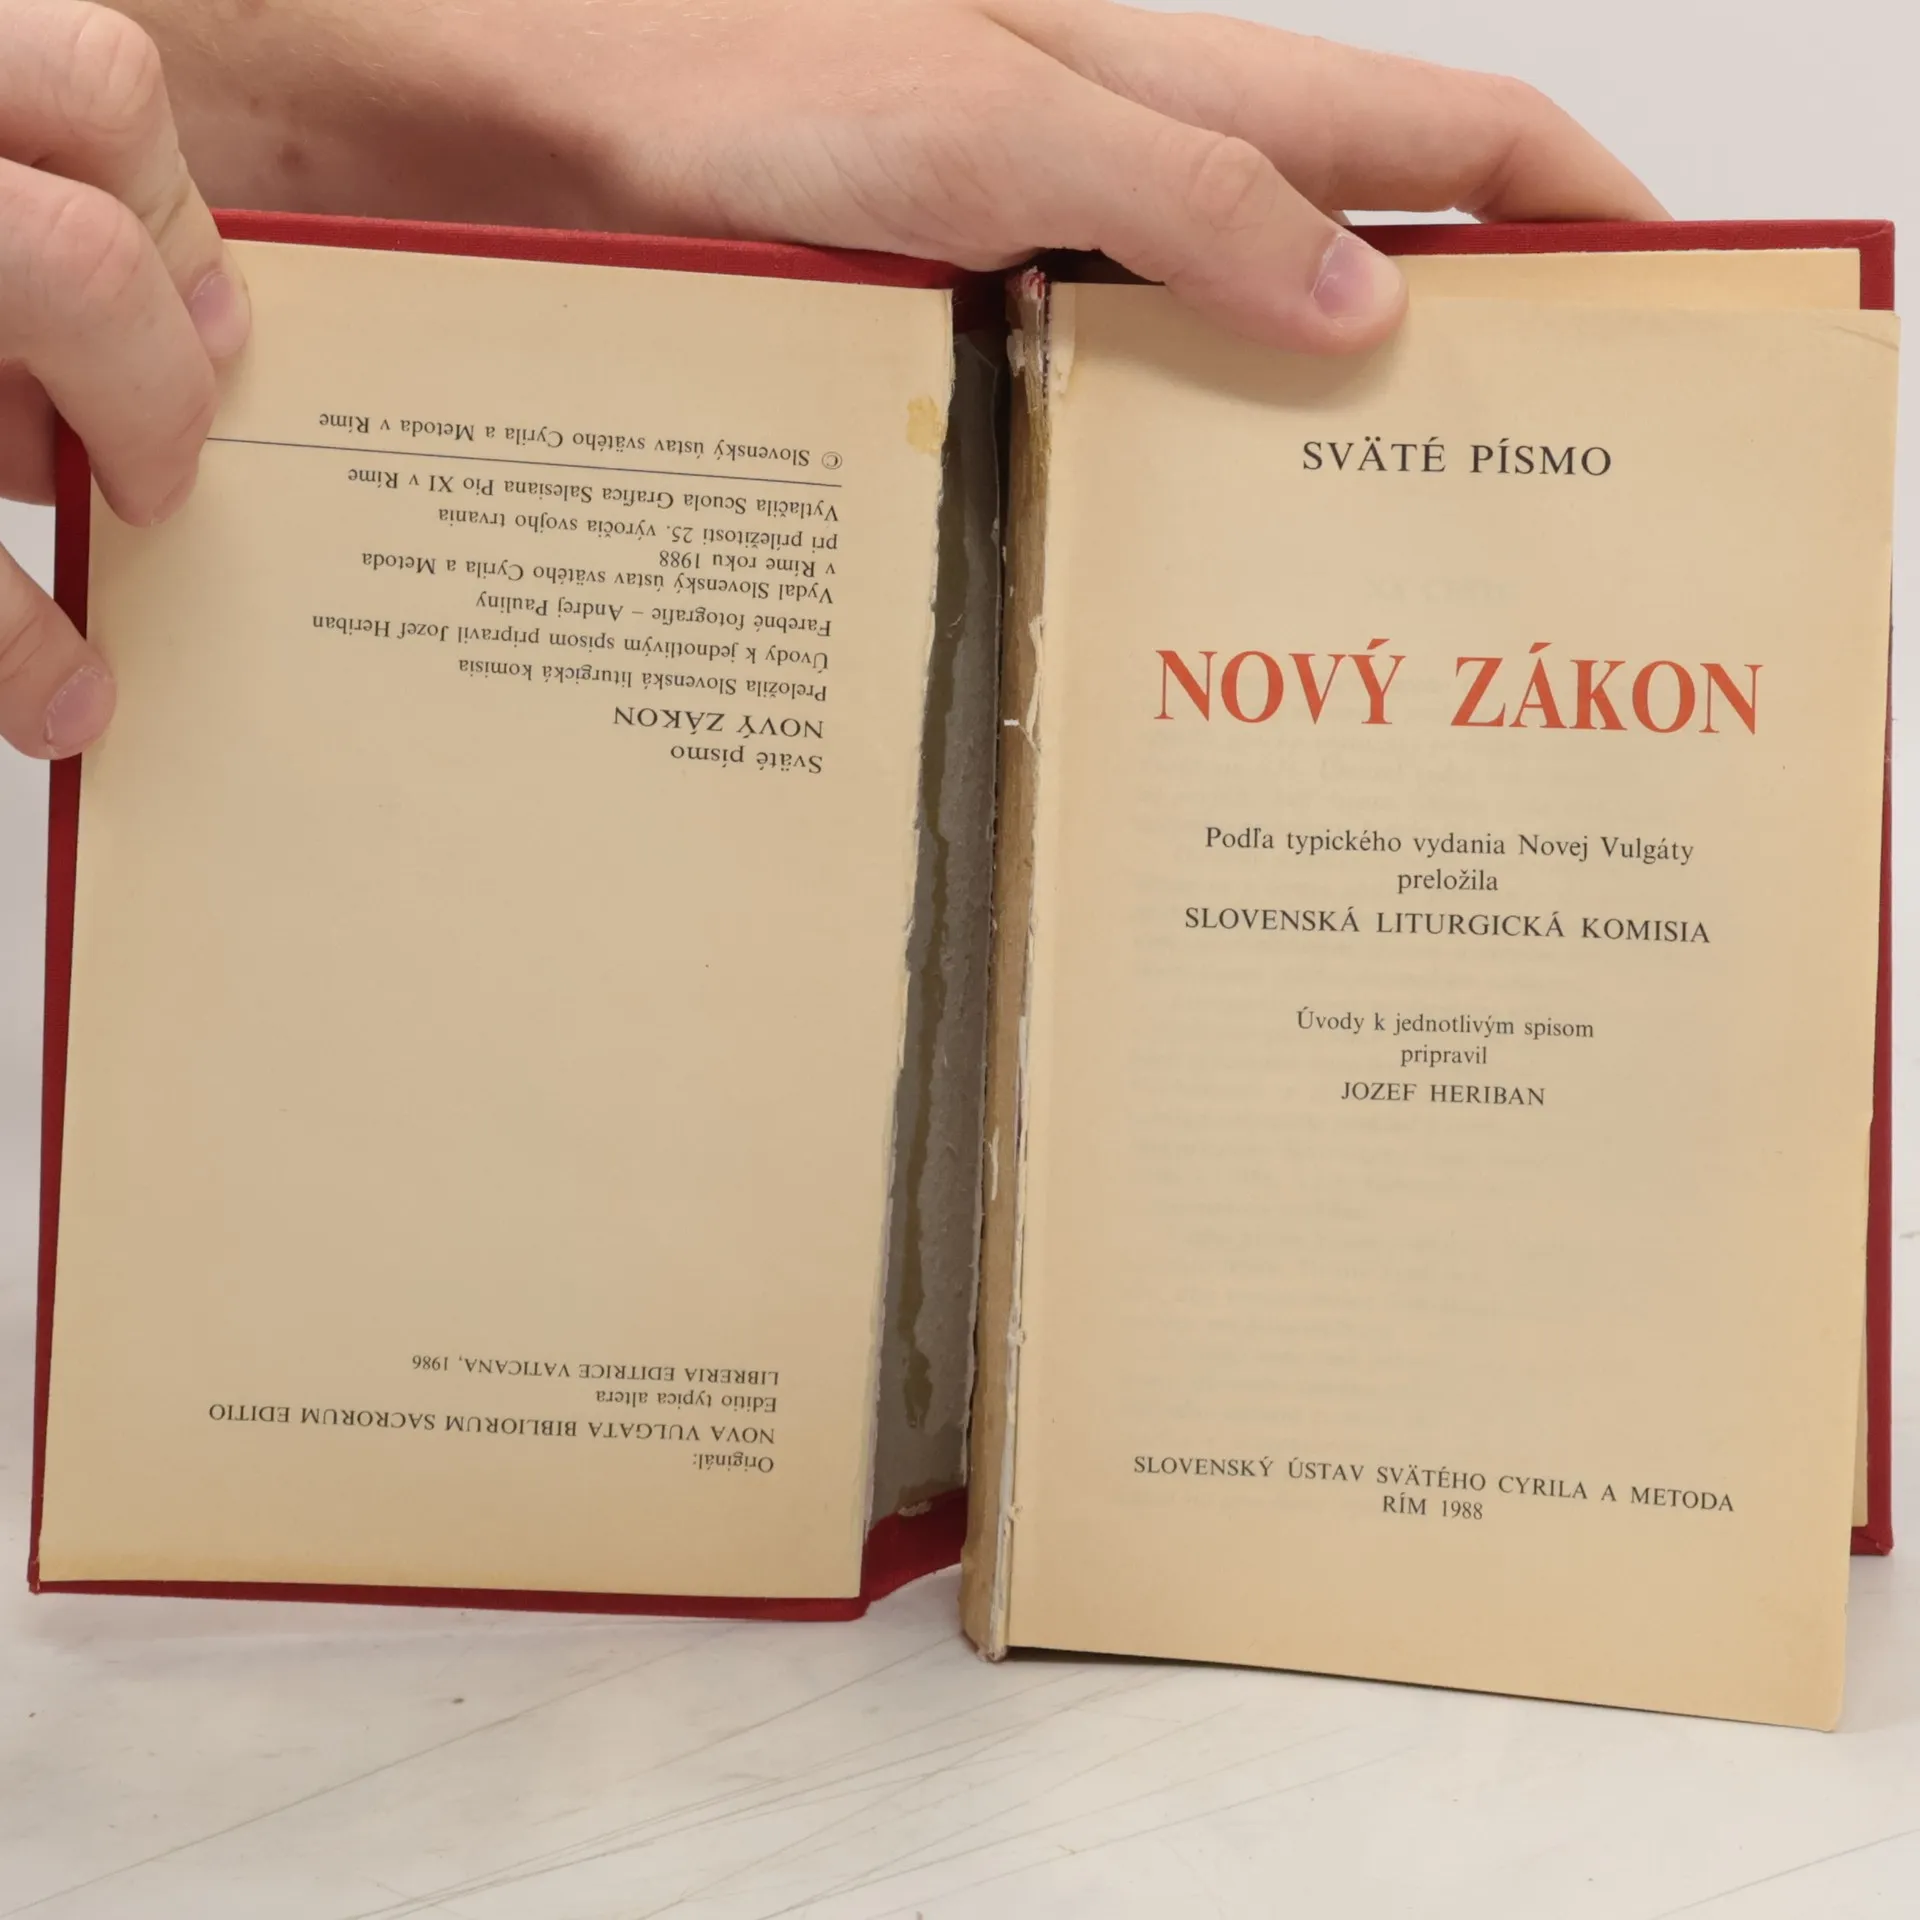 Sväté písmo
NOVÝ ZÁKON
Preložila Slovenská liturgická komisia
Úvody k jednotlivým spisom pripravil Jozef Heriban
Farebné fotografie – Andrej Pauliny
Vydal Slovenský ústav svätého Cyrila a Metoda
v Ríme roku 1988
pri príležitosti 25. výročia svojho trvania
Vytlačila Scuola Grafica Salesiana Pio XI v Ríme
© Slovenský ústav svätého Cyrila a Metoda v Ríme
Originál:
NOVA VULGATA BIBLIORUM SACRORUM EDITIO
Editio typica altera
LIBRERIA EDITRICE VATICANA, 1986
SVÄTÉ PÍSMO
NOVÝ ZÁKON
Podľa typického vydania Novej Vulgáty
preložila
SLOVENSKÁ LITURGICKÁ KOMISIA
Úvody k jednotlivým spisom
pripravil
JOZEF HERIBAN
SLOVENSKÝ ÚSTAV SVÄTÉHO CYRILA A METODA
RÍM 1988